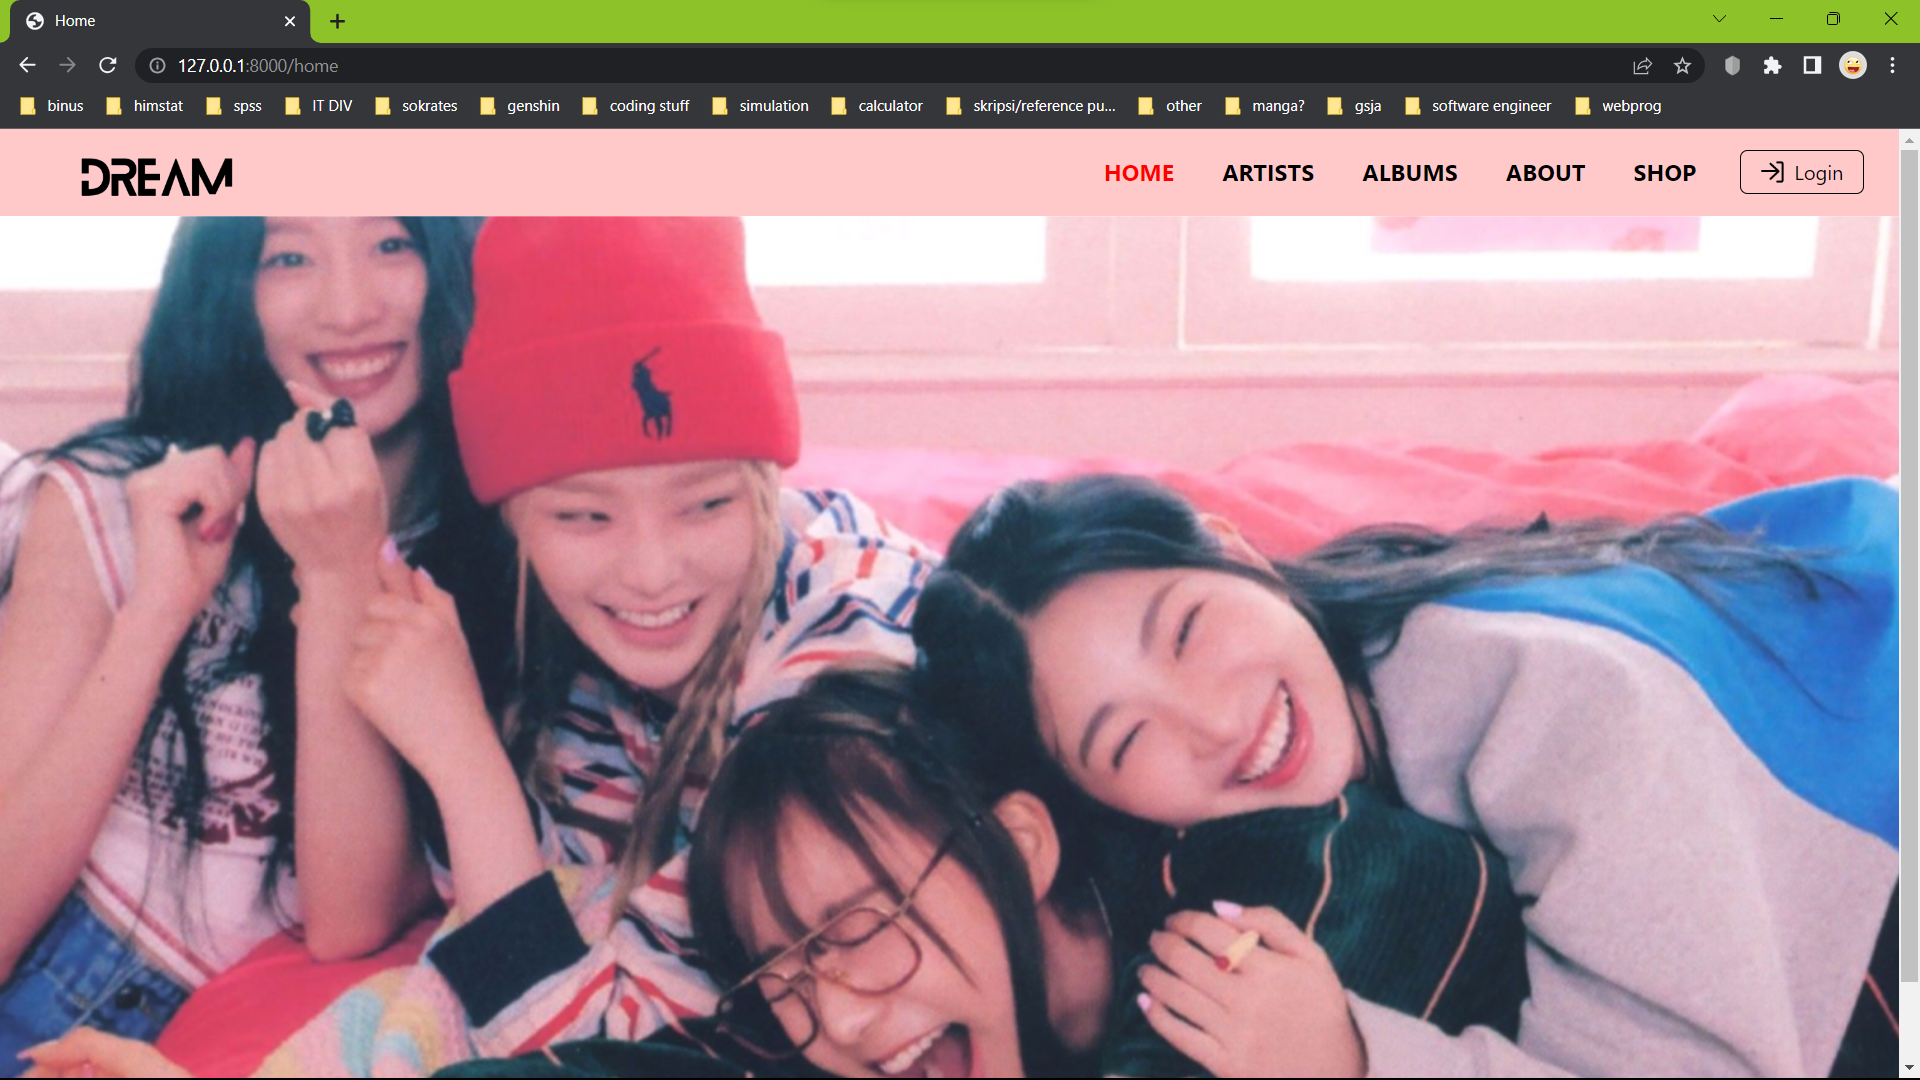 Home
127.0.0.1:8000/home
binus himstat spss IT DIV sokrates genshin coding stuff simulation calculator skripsi/reference pu... other manga? gsja software engineer webprog
DREAM HOME ARTISTS ALBUMS ABOUT SHOP Login